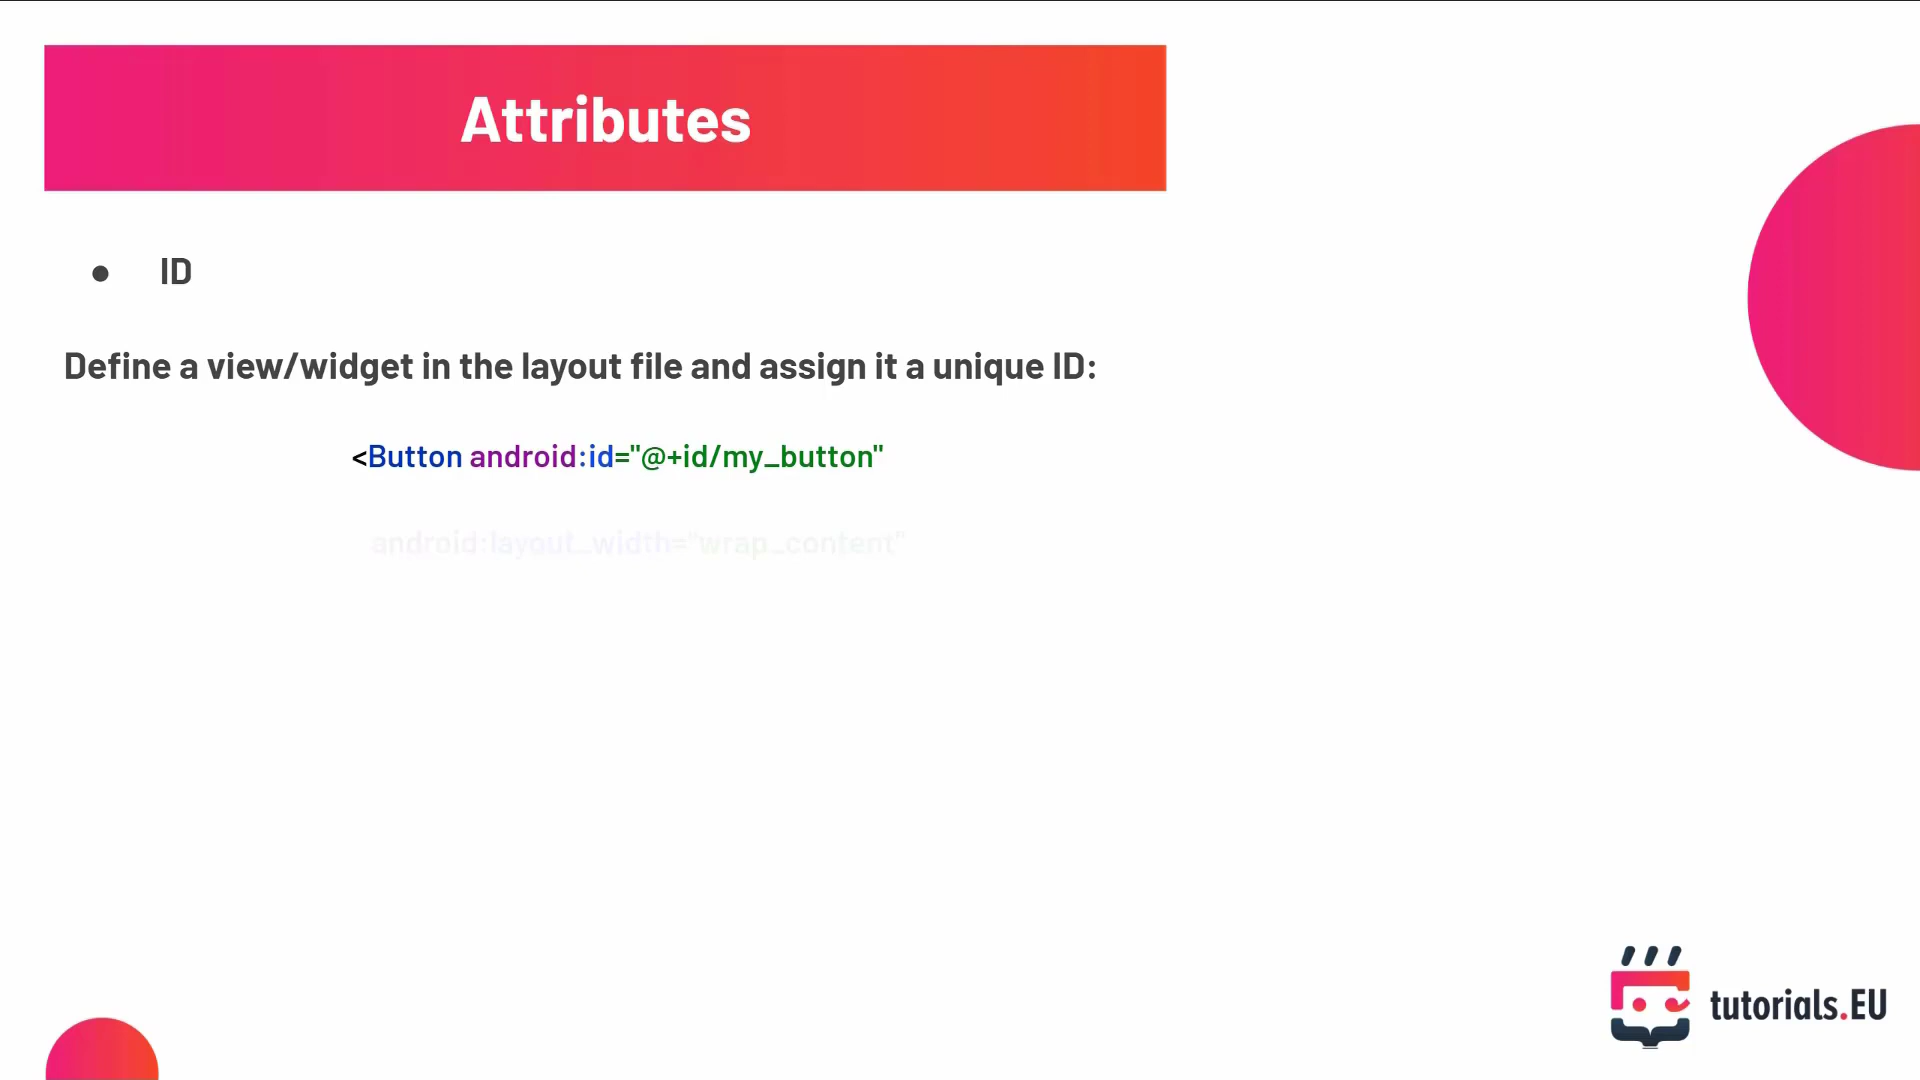 Attributes
● ID
Define a view/widget in the layout file and assign it a unique ID:
<Button android:id="@+id/my_button"
android:layout_width="wrap_content"
tutorials.EU